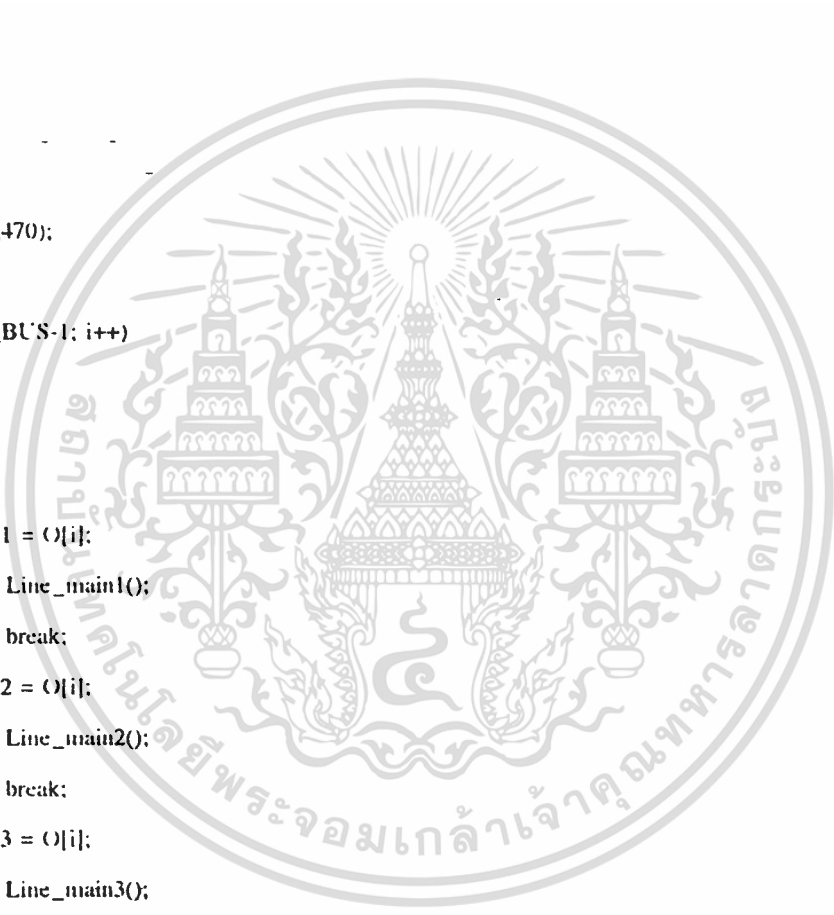 470);
BUS-1; i++)
1 = O[i];
Line_main1();
break;
2 = O[i];
Line_main2();
break;
3 = O[i];
Line_main3();
สถาบันเทคโนโลยีพระจอมเกล้าเจ้าคุณทหารลาดกระบัง